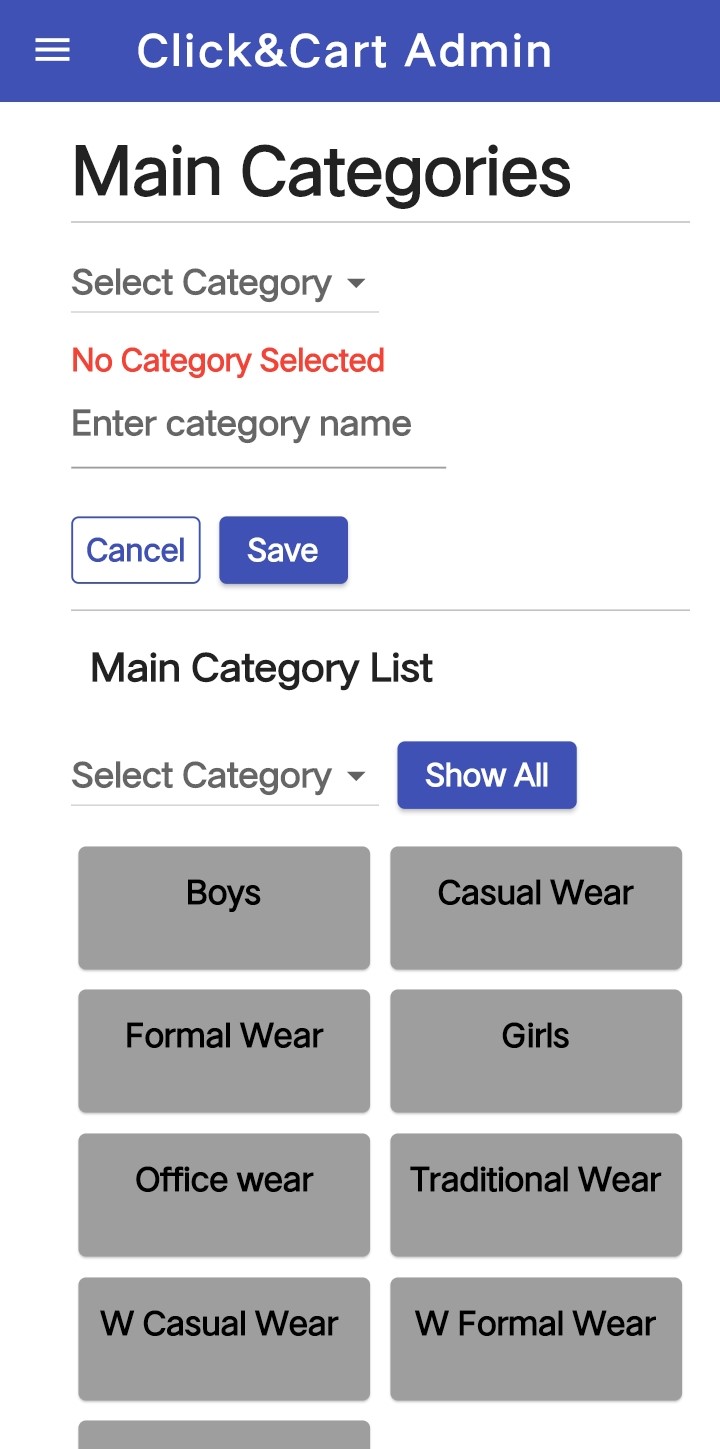 Click&Cart Admin
Main Categories
Select Category
No Category Selected
Enter category name
Cancel Save
Main Category List
Select Category Show All
Boys Casual Wear
Formal Wear Girls
Office wear Traditional Wear
W Casual Wear W Formal Wear